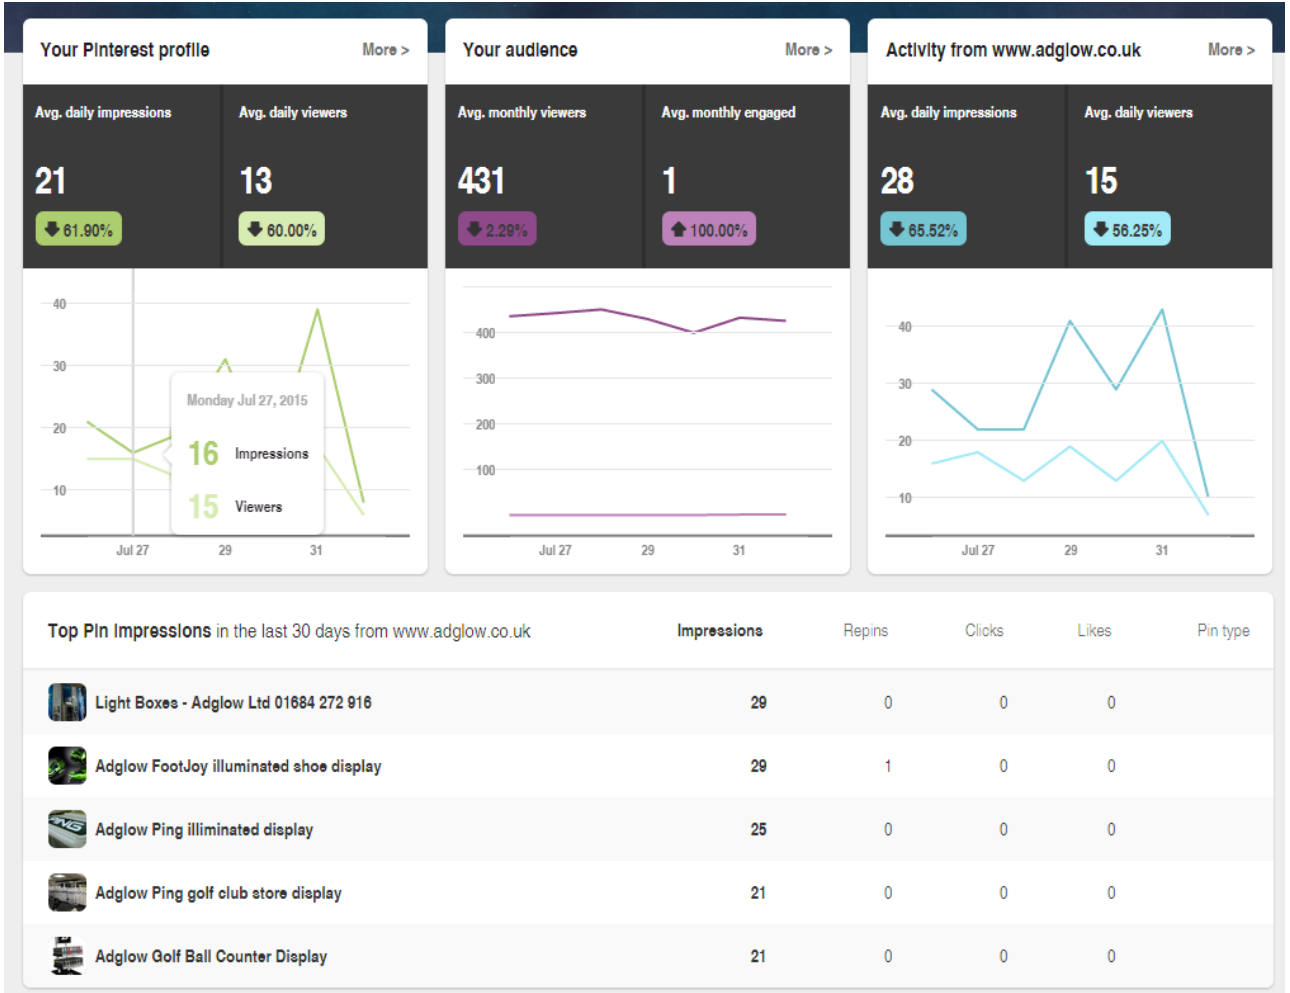 Your Pinterest profile More >
Avg. daily impressions Avg. daily viewers
21 13
61.90% 60.00%
40
30
20
10
Jul 27 29 31
Monday Jul 27, 2015
16 Impressions
15 Viewers
Your audience More >
Avg. monthly viewers Avg. monthly engaged
431 1
2.29% 100.00%
400
300
200
100
Jul 27 29 31
Activity from www.adglow.co.uk More >
Avg. daily impressions Avg. daily viewers
28 15
65.52% 56.25%
40
30
20
10
Jul 27 29 31
Top Pin Impressions in the last 30 days from www.adglow.co.uk Impressions Repins Clicks Likes Pin type
Light Boxes - Adglow Ltd 01684 272 916 29 0 0 0
Adglow FootJoy illuminated shoe display 29 1 0 0
Adglow Ping illiminated display 25 0 0 0
Adglow Ping golf club store display 21 0 0 0
Adglow Golf Ball Counter Display 21 0 0 0